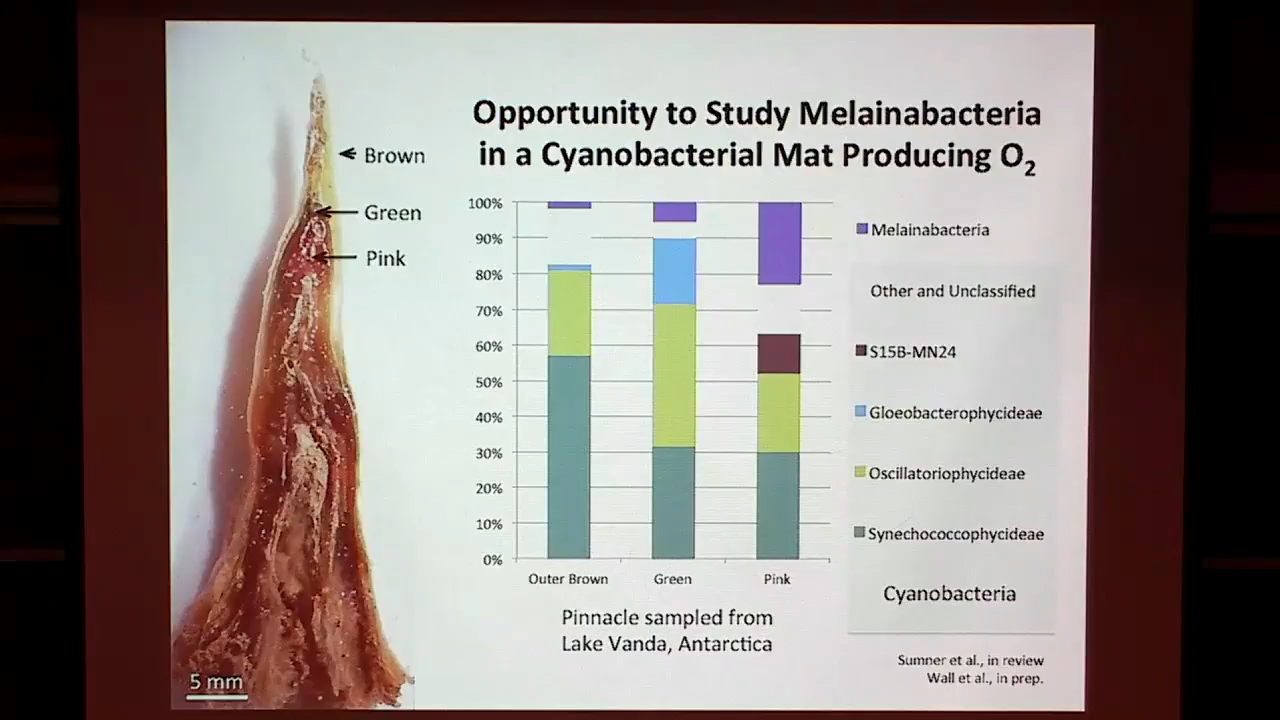 Opportunity to Study Melainabacteria
in a Cyanobacterial Mat Producing O₂
Brown
Green
Pink
100%
90%
80%
70%
60%
50%
40%
30%
20%
10%
0%
Outer Brown
Green
Pink
Melainabacteria
Other and Unclassified
S15B-MN24
Gloeobacterophycideae
Oscillatoriophycideae
Synechococcophycideae
Cyanobacteria
Pinnacle sampled from
Lake Vanda, Antarctica
Sumner et al., in review
Wall et al., in prep.
5 mm